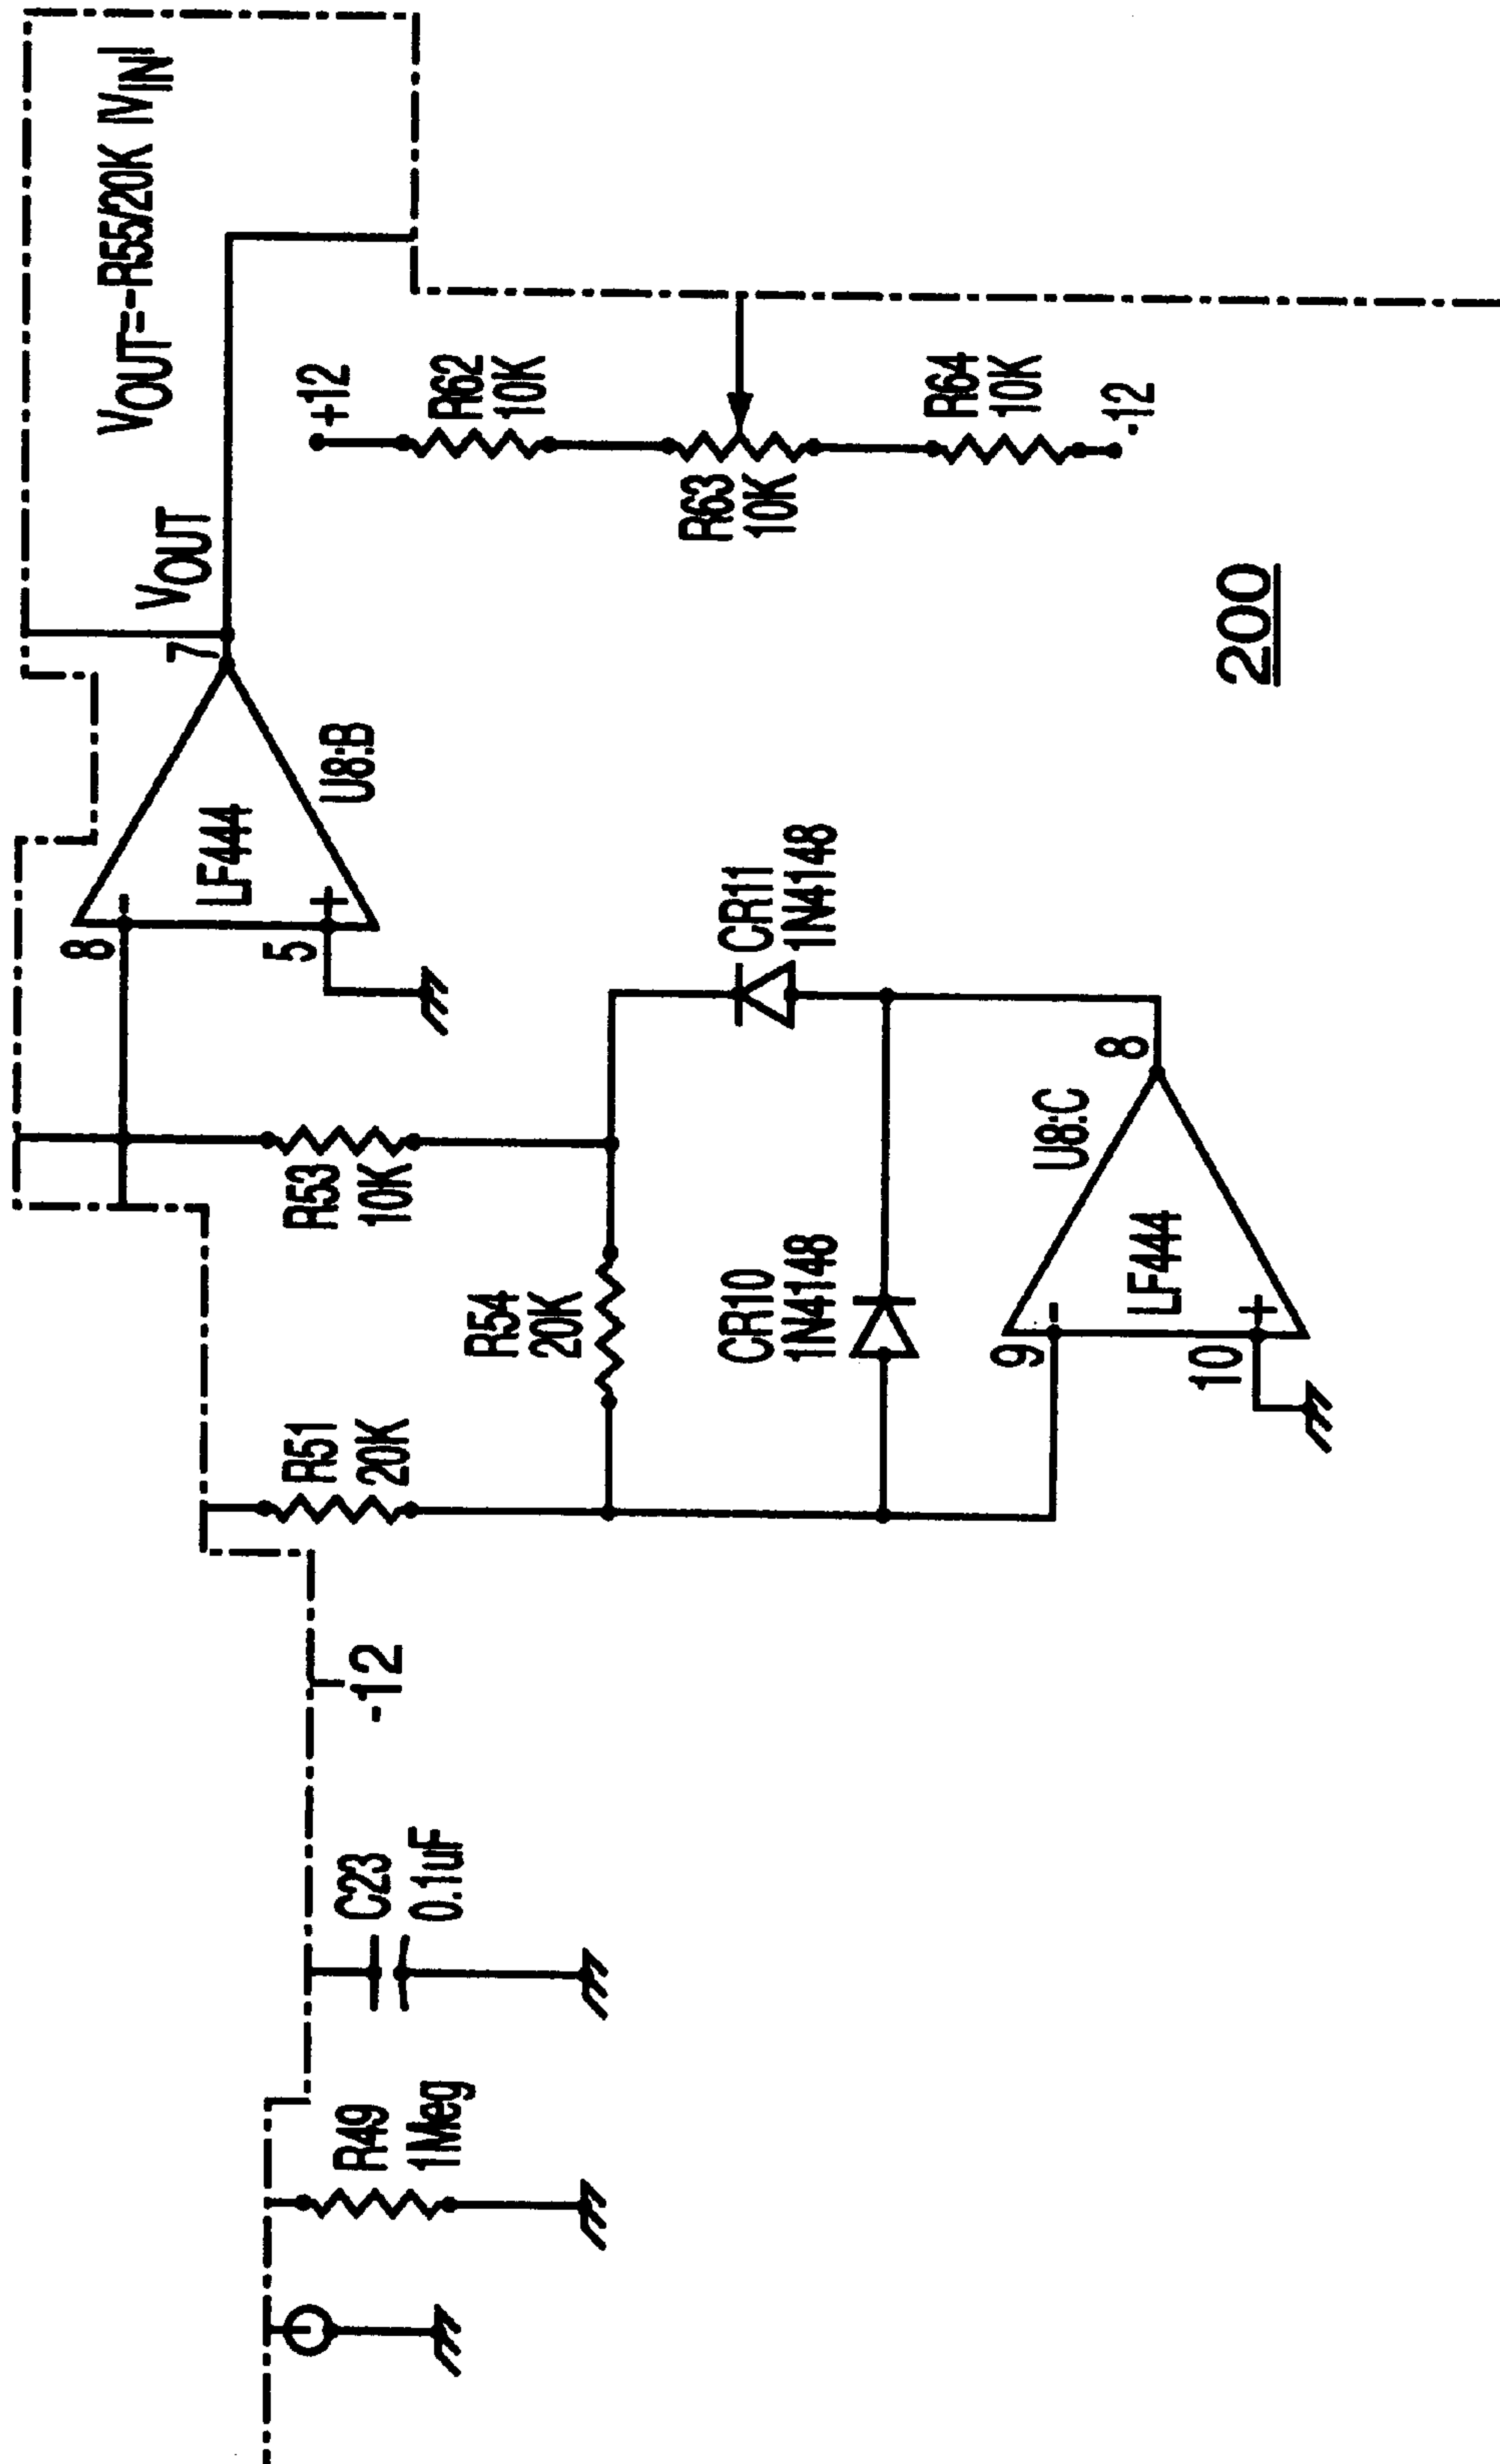 VOUT=-R55/20K |VIN|
VOUT
7
8
5
LF444
U8:B
+12
R62
10K
R63
10K
R64
10K
-12
R53
10K
R54
20K
R51
20K
CR11
1N4148
CR10
1N4148
8
U8:C
9
10
LF444
-12
C23
0.1uF
R49
1Meg
200